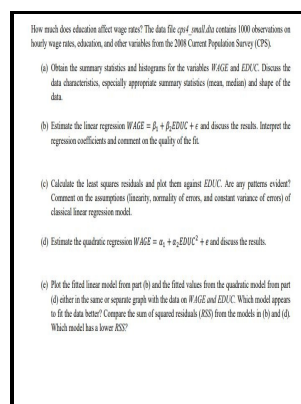 How much does education affect wage rates? The data file cps4_small.dta contains 1000 observations on
hourly wage rates, education, and other variables from the 2008 Current Population Survey (CPS).
(a) Obtain the summary statistics and histograms for the variables WAGE and EDUC. Discuss the
data characteristics, especially appropriate summary statistics (mean, median) and shape of the
data.
(b) Estimate the linear regression WAGE = β₁ + β₂EDUC + e and discuss the results. Interpret the
regression coefficients and comment on the quality of the fit.
(c) Calculate the least squares residuals and plot them against EDUC. Are any patterns evident?
Comment on the assumptions (linearity, normality of errors, and constant variance of errors) of
classical linear regression model.
(d) Estimate the quadratic regression WAGE = α₁ + α₂EDUC² + e and discuss the results.
(e) Plot the fitted linear model from part (b) and the fitted values from the quadratic model from part
(d) either in the same or separate graph with the data on WAGE and EDUC. Which model appears
to fit the data better? Compare the sum of squared residuals (RSS) from the models in (b) and (d).
Which model has a lower RSS?